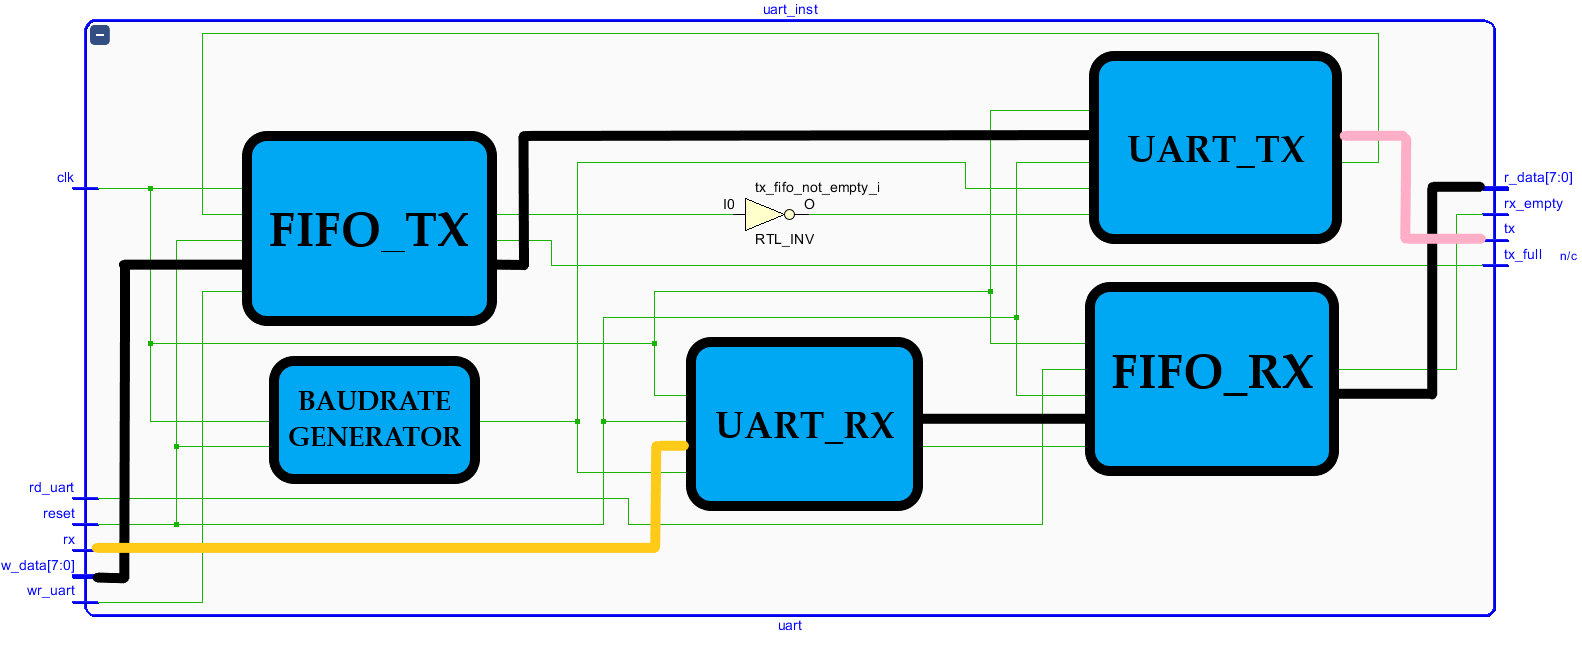 uart_inst
UART_TX
FIFO_TX
clk
tx_fifo_not_empty_i
I0
O
RTL_INV
r_data[7:0]
rx_empty
tx
tx_full n/c
BAUDRATE
GENERATOR
UART_RX
FIFO_RX
rd_uart
reset
rx
w_data[7:0]
wr_uart
uart